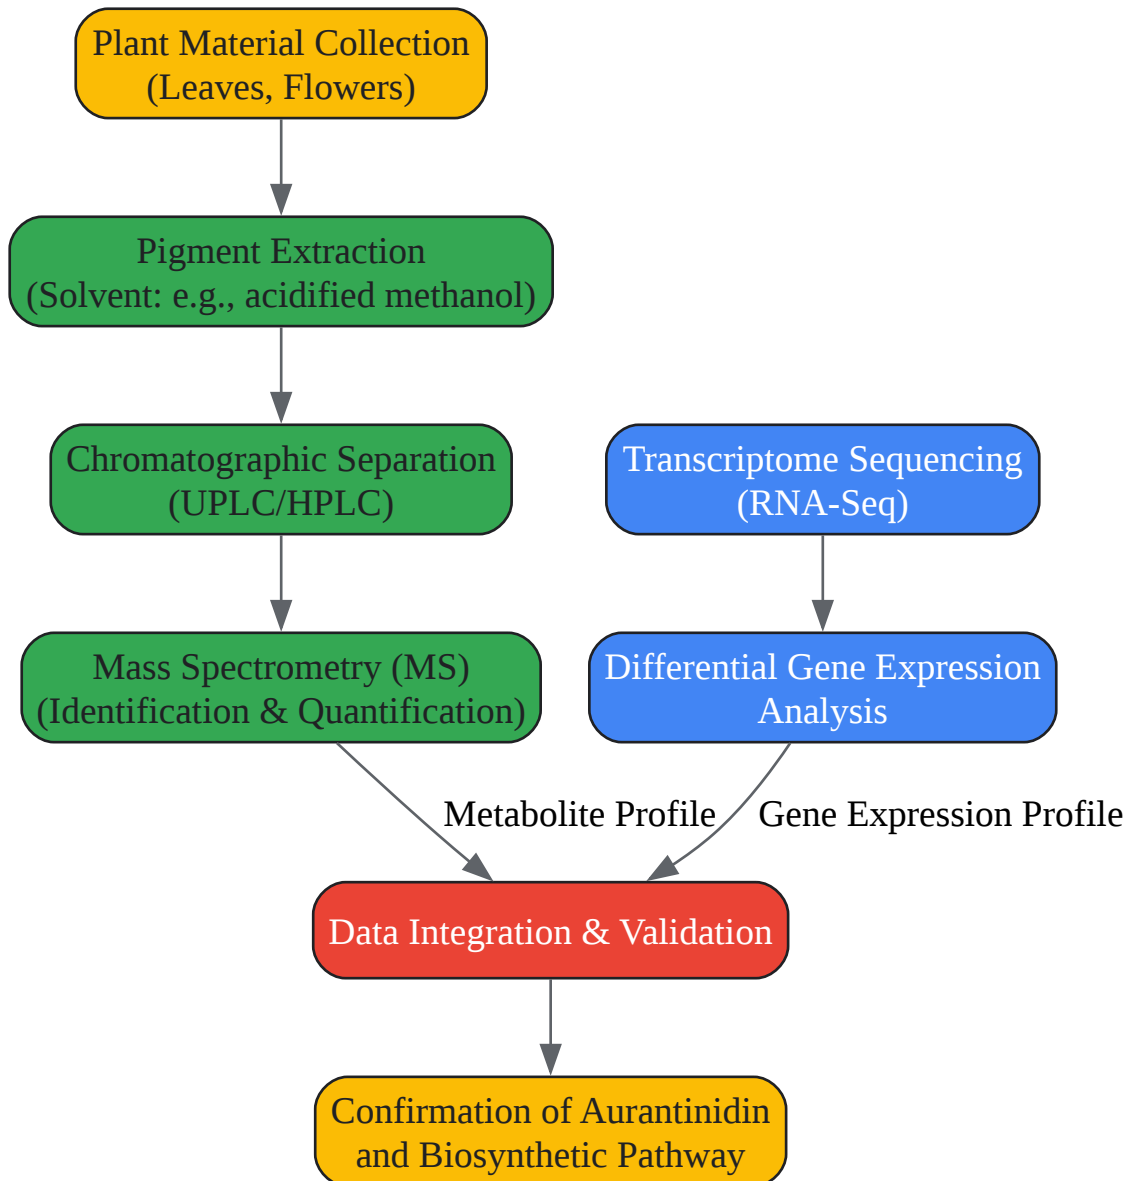 Plant Material Collection
(Leaves, Flowers)
Pigment Extraction
(Solvent: e.g., acidified methanol)
Chromatographic Separation
(UPLC/HPLC)
Transcriptome Sequencing
(RNA-Seq)
Mass Spectrometry (MS)
(Identification & Quantification)
Differential Gene Expression
Analysis
Metabolite Profile
Gene Expression Profile
Data Integration & Validation
Confirmation of Aurantinidin
and Biosynthetic Pathway